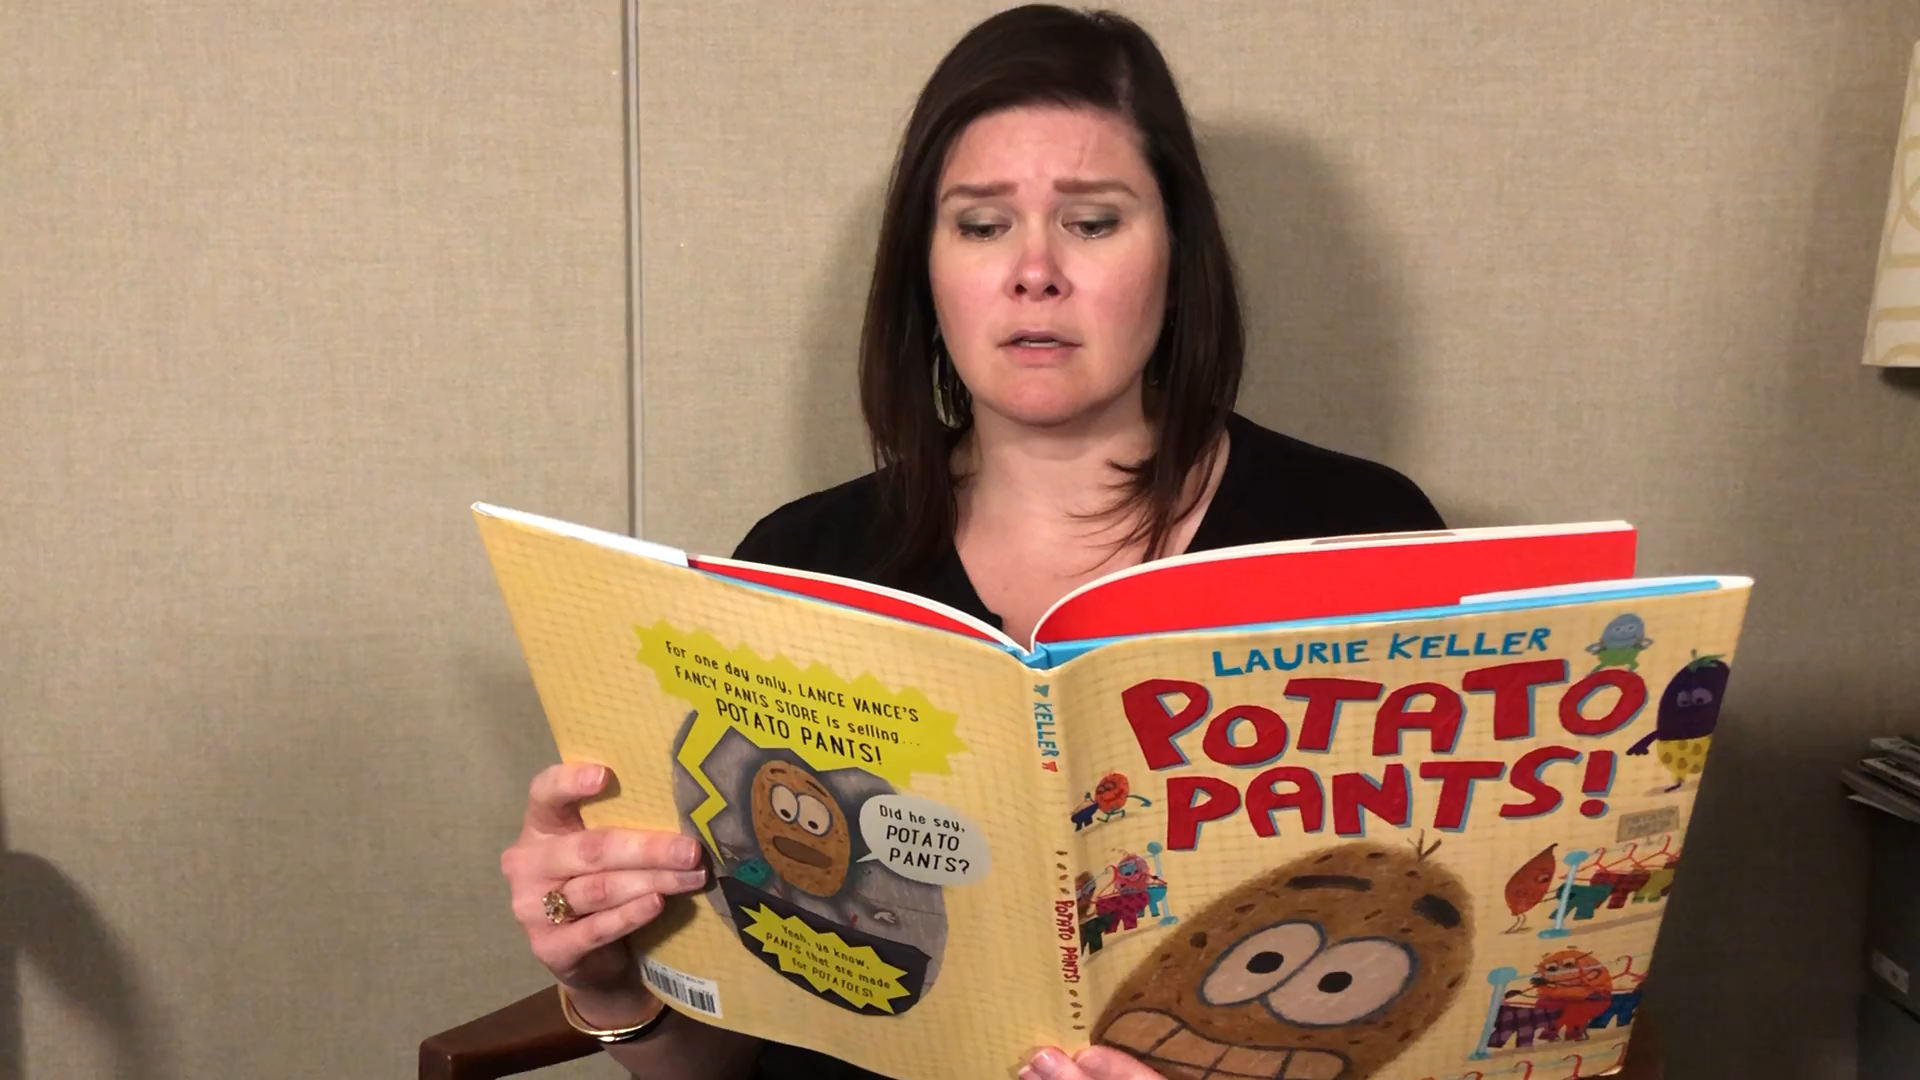 For one day only, LANCE VANCE'S
FANCY PANTS STORE is selling...
POTATO PANTS!
Did he say,
POTATO
PANTS?
Yeah, ya know,
PANTS that are made
for POTATOES!
KELLER
POTATO PANTS!
LAURIE KELLER
POTATO
PANTS!